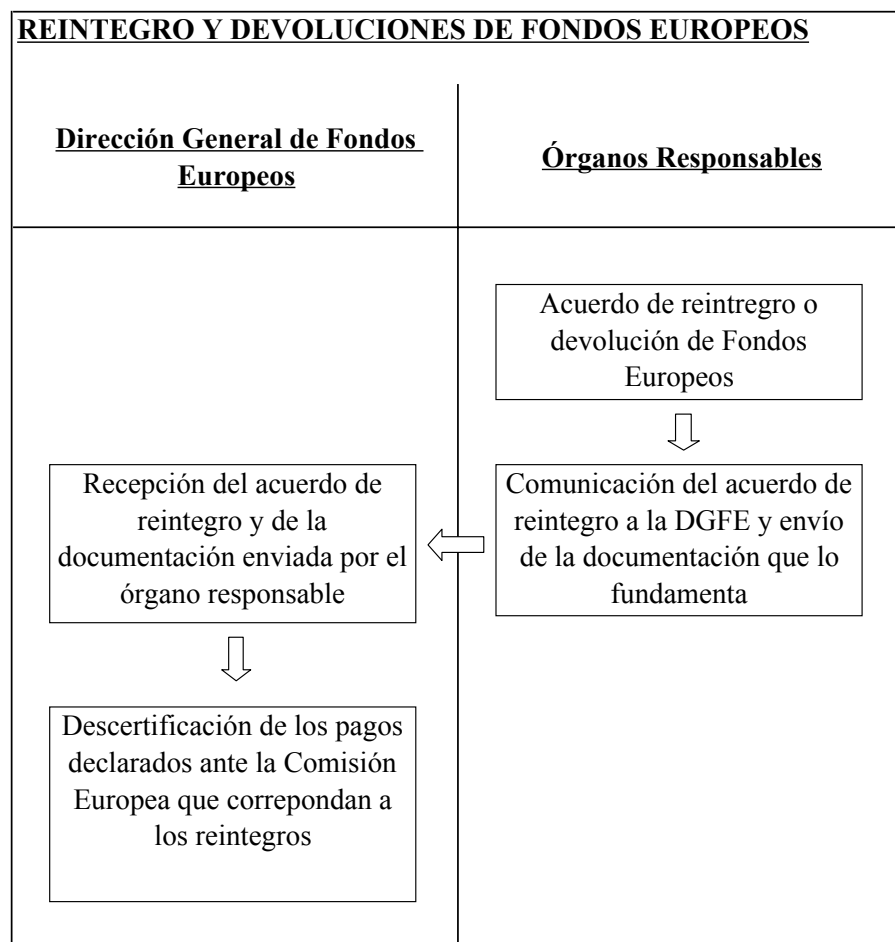 REINTEGRO Y DEVOLUCIONES DE FONDOS EUROPEOS
Dirección General de Fondos
Europeos
Órganos Responsables
Acuerdo de reintregro o
devolución de Fondos
Europeos
Comunicación del acuerdo de
reintegro a la DGFE y envío
de la documentación que lo
fundamenta
Recepción del acuerdo de
reintegro y de la
documentación enviada por el
órgano responsable
Descertificación de los pagos
declarados ante la Comisión
Europea que correpondan a
los reintegros